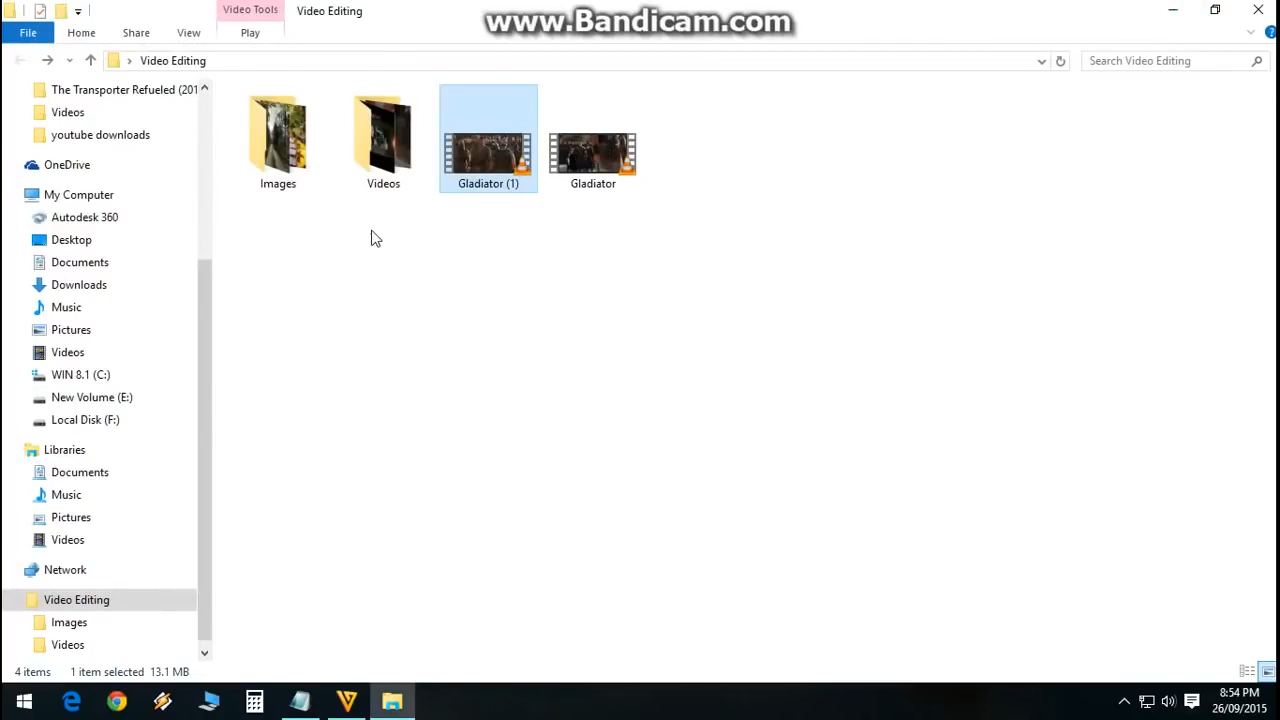 Video Tools
Video Editing
www.Bandicam.com
File
Home
Share
View
Play
Video Editing
Search Video Editing
The Transporter Refueled (201
Videos
youtube downloads
OneDrive
My Computer
Autodesk 360
Desktop
Documents
Downloads
Music
Pictures
Videos
WIN 8.1 (C:)
New Volume (E:)
Local Disk (F:)
Libraries
Documents
Music
Pictures
Videos
Network
Video Editing
Images
Videos
Images
Videos
Gladiator (1)
Gladiator
4 items
1 item selected 13.1 MB
8:54 PM
26/09/2015